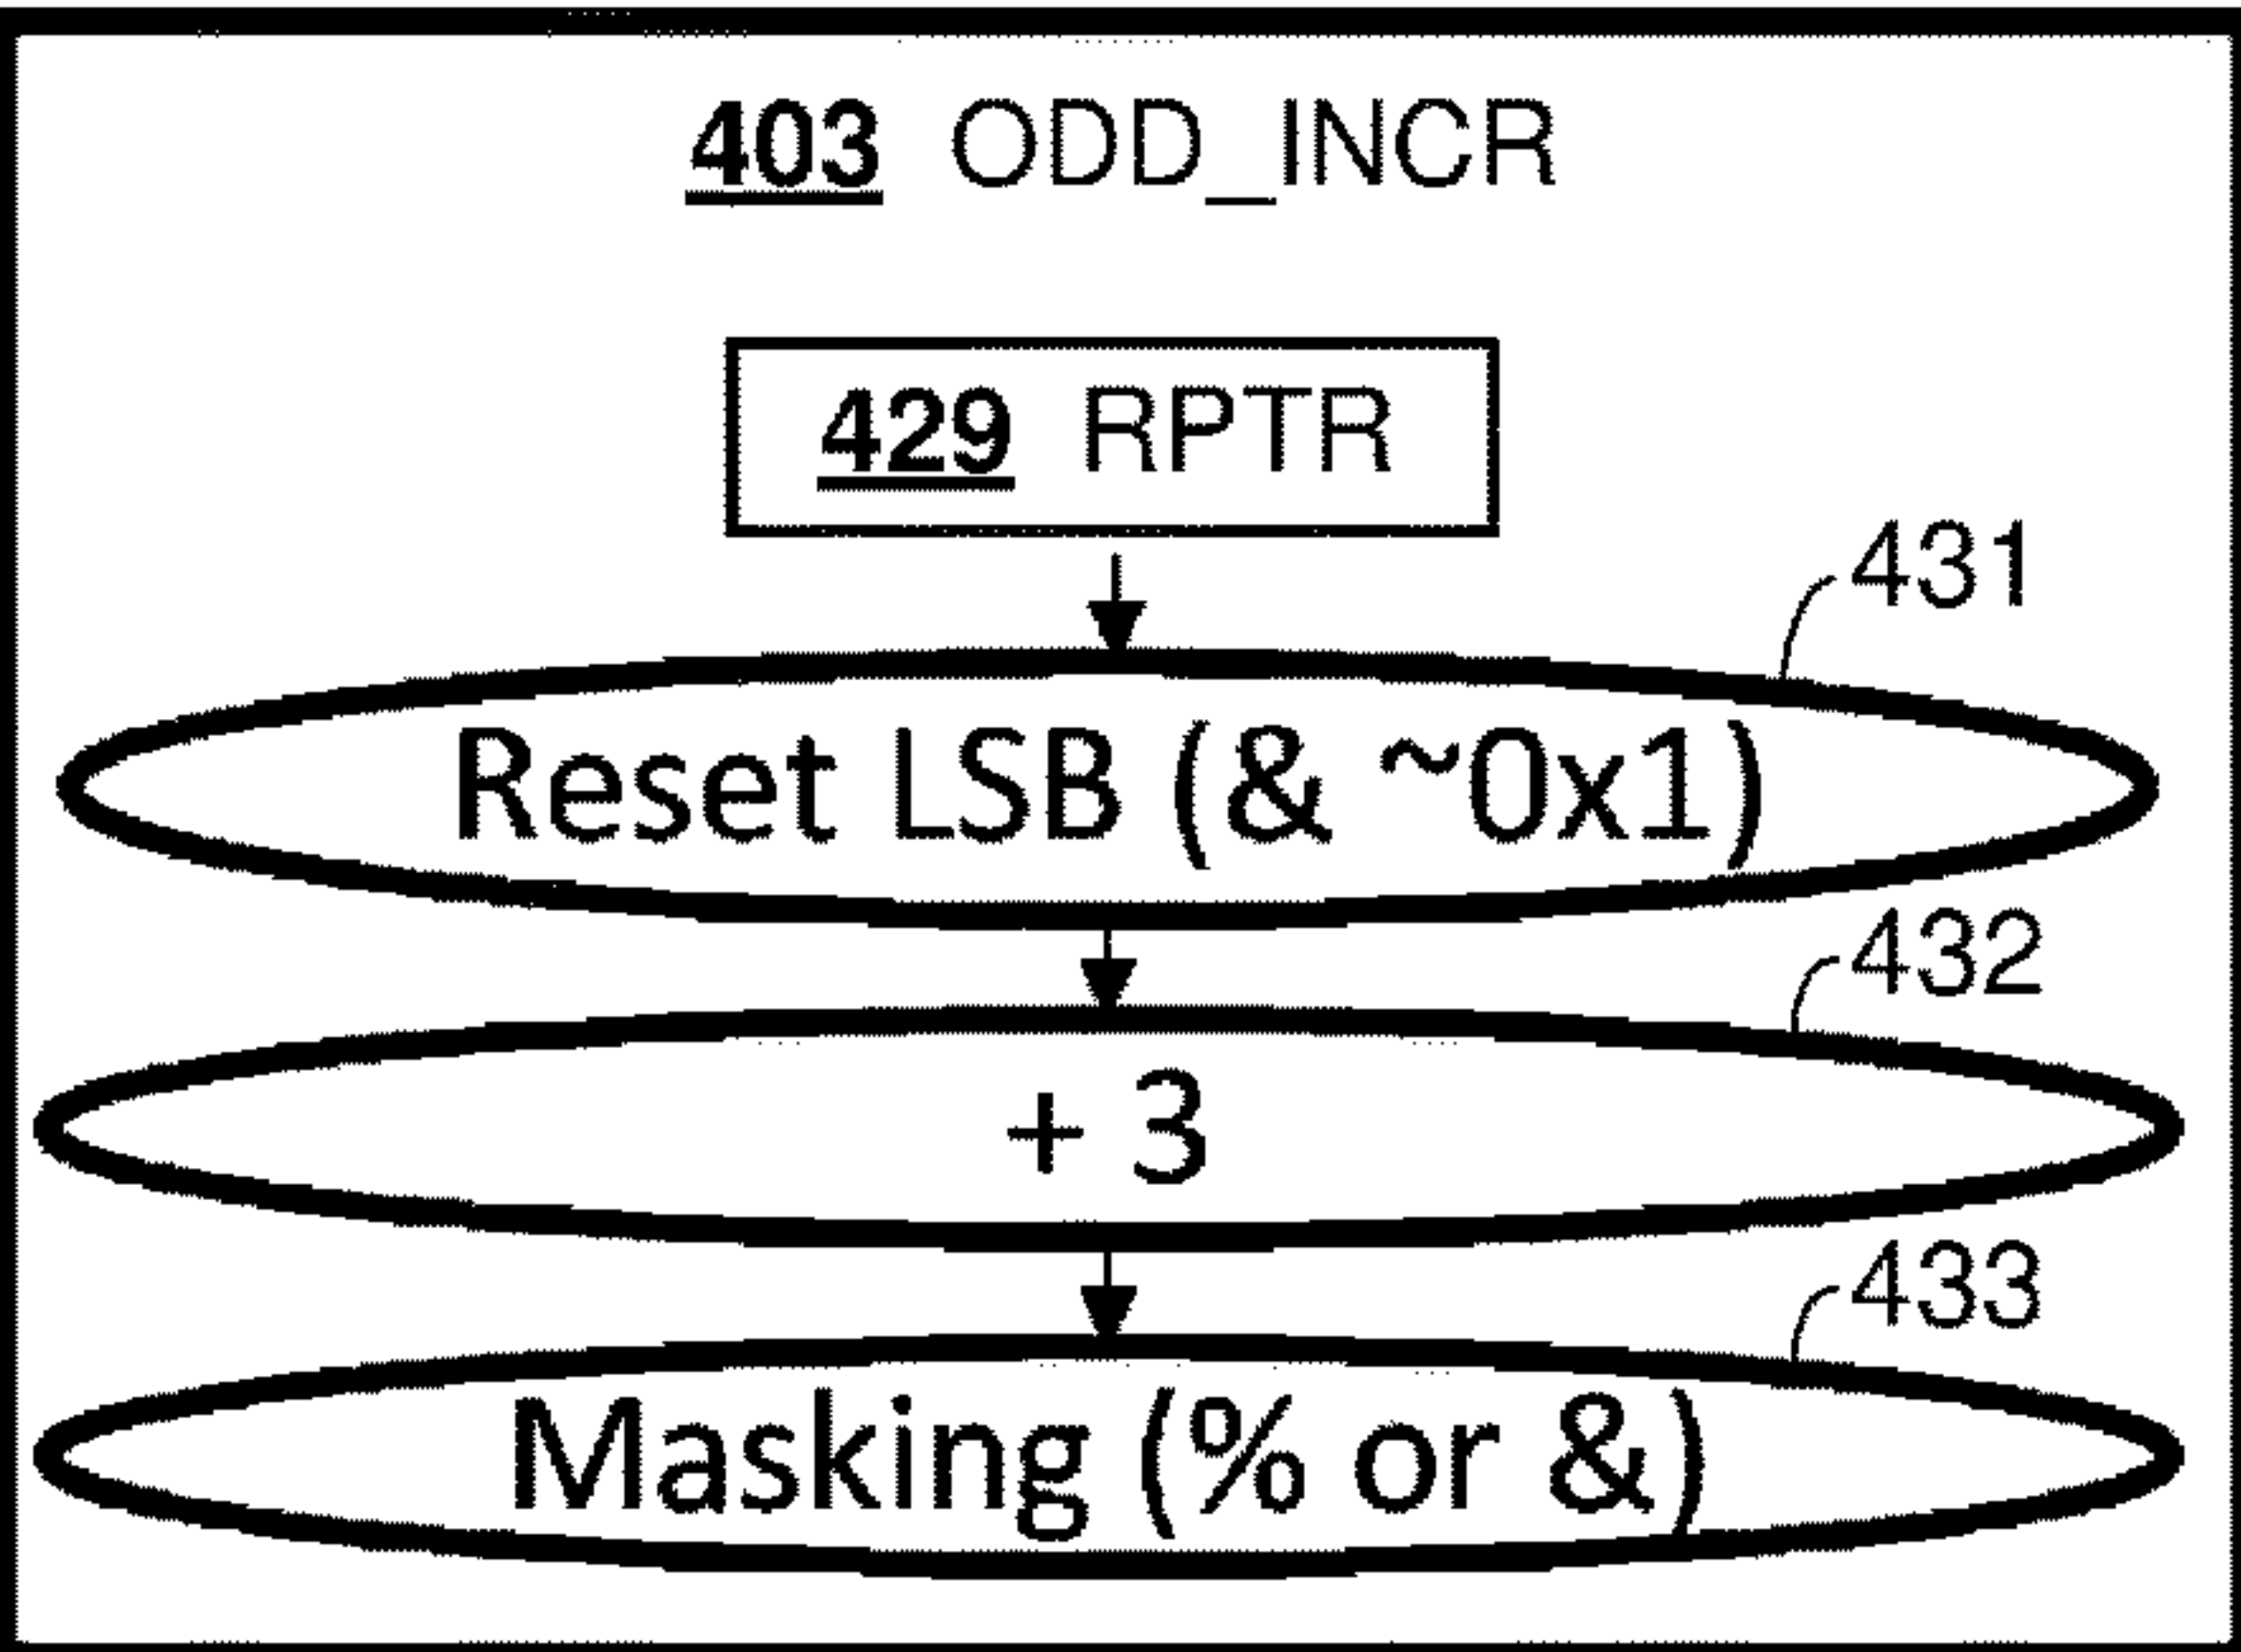 403 ODD_INCR
429 RPTR
431
Reset LSB (& ~0x1)
432
+ 3
433
Masking (% or &)